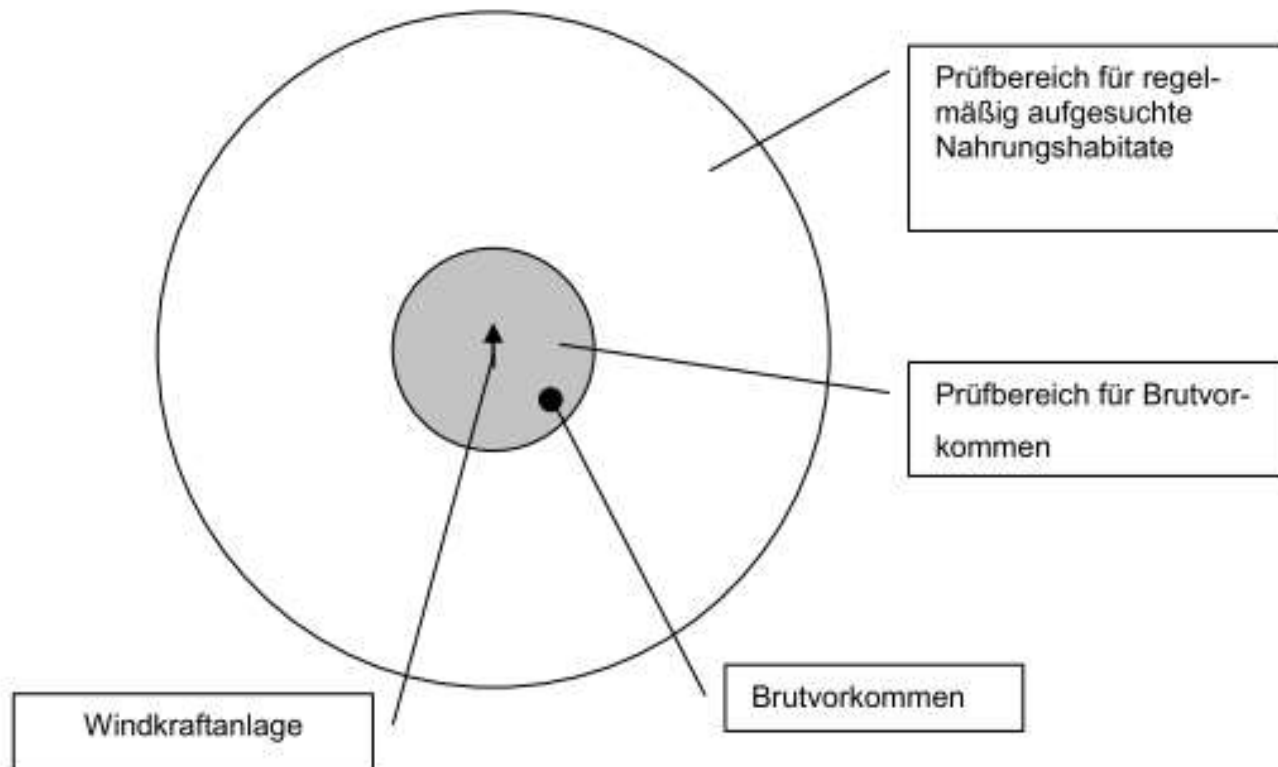 Prüfbereich für regel-
mäßig aufgesuchte
Nahrungshabitate
Prüfbereich für Brutvor-
kommen
Brutvorkommen
Windkraftanlage